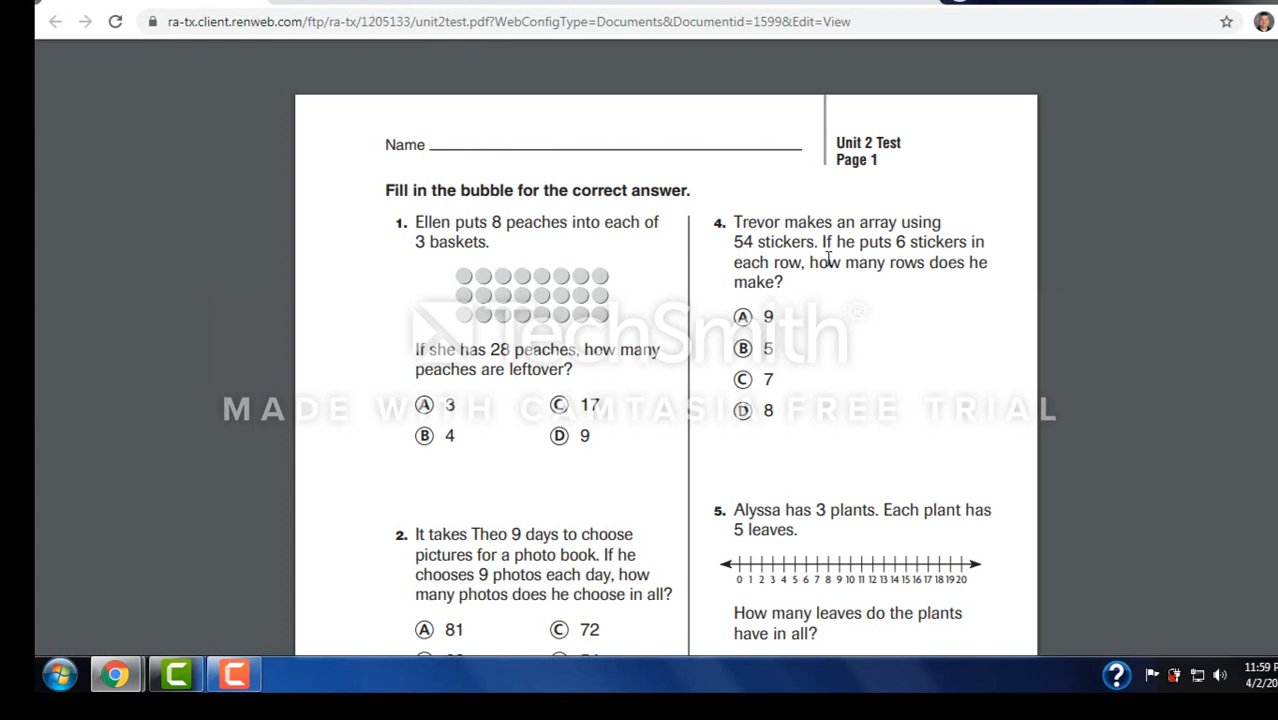 ra-tx.client.renweb.com/ftp/ra-tx/1205133/unit2test.pdf?WebConfigType=Documents&Documentid=1599&Edit=View
Name
Unit 2 Test
Page 1
Fill in the bubble for the correct answer.
1. Ellen puts 8 peaches into each of
3 baskets.
If she has 28 peaches, how many
peaches are leftover?
A 3
C 17
B 4
D 9
2. It takes Theo 9 days to choose
pictures for a photo book. If he
chooses 9 photos each day, how
many photos does he choose in all?
A 81
C 72
4. Trevor makes an array using
54 stickers. If he puts 6 stickers in
each row, how many rows does he
make?
A 9
B 5
C 7
D 8
5. Alyssa has 3 plants. Each plant has
5 leaves.
0 1 2 3 4 5 6 7 8 9 10 11 12 13 14 15 16 17 18 19 20
How many leaves do the plants
have in all?
TechSmith®
MADE WITH CAMTASIA FREE TRIAL
11:59
4/2/20